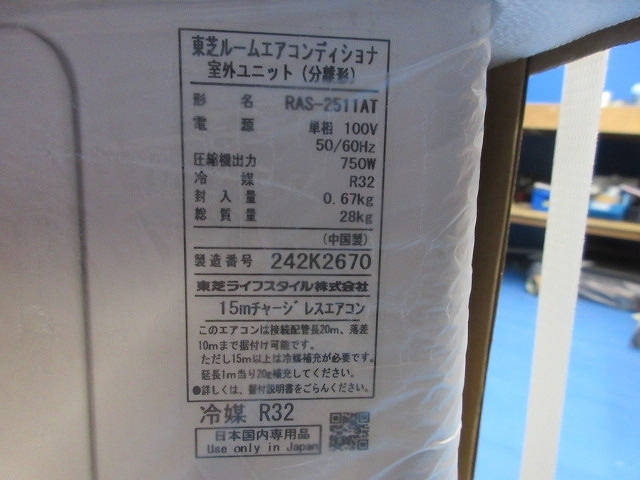 東芝ルームエアコンディショナ
室外ユニット(分離形)
形名 RAS-2511AT
電源 単相 100V
50/60Hz
圧縮機出力 750W
冷媒 R32
封入量 0.67kg
総質量 28kg
(中国製)
製造番号 242K2670
東芝ライフスタイル株式会社
15mチャージレスエアコン
このエアコンは接続配管長20m、落差
10mまで据付け可能です。
ただし15m以上は冷媒補充が必要です。
延長1m当り20g補充してください。
●詳しくは、据付説明書をごらんください。
冷媒 R32
日本国内専用品
Use only in Japan